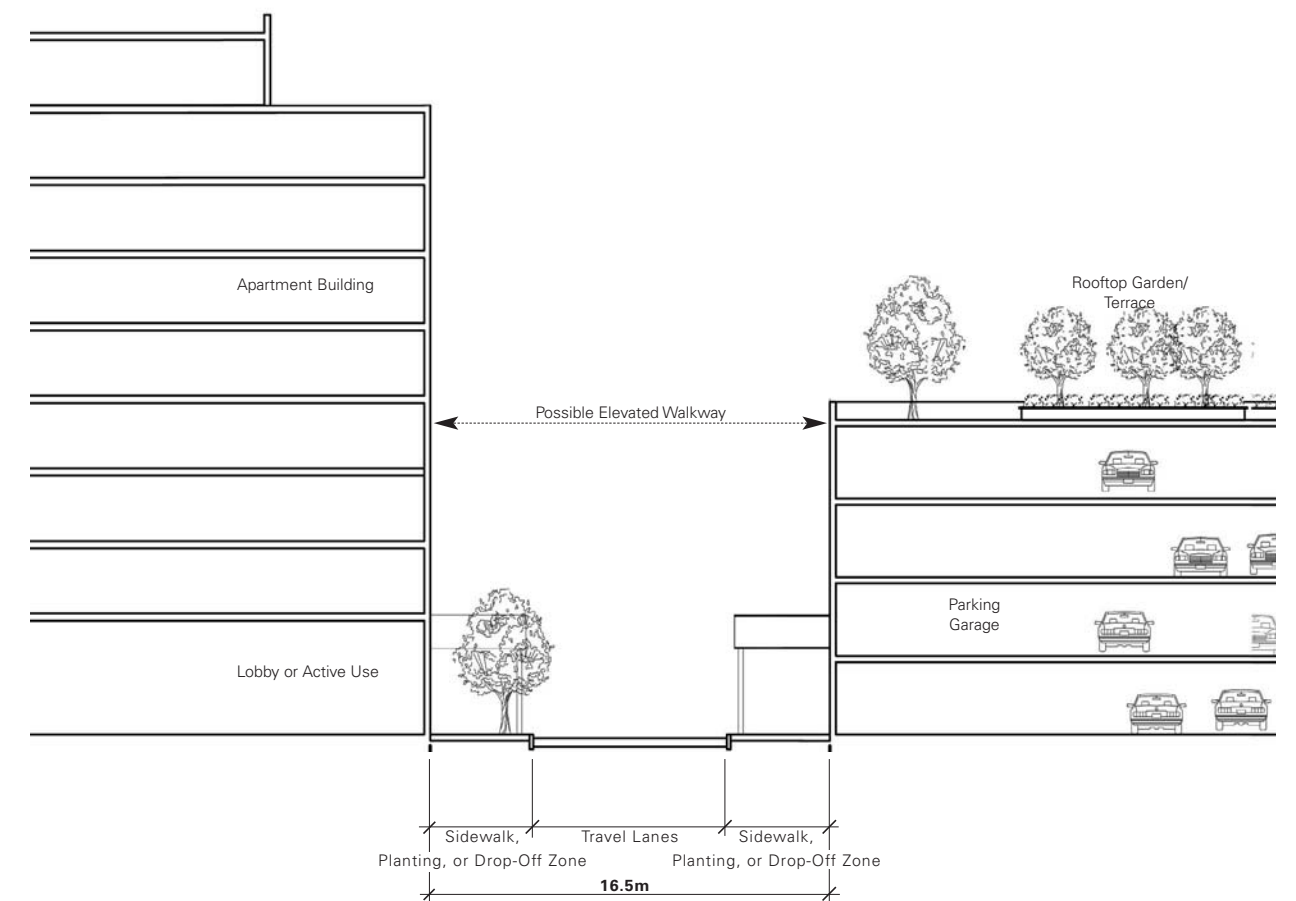 Apartment Building
Rooftop Garden/
Terrace
Possible Elevated Walkway
Parking
Garage
Lobby or Active Use
Sidewalk,
Planting, or Drop-Off Zone
Travel Lanes
Sidewalk,
Planting, or Drop-Off Zone
16.5m